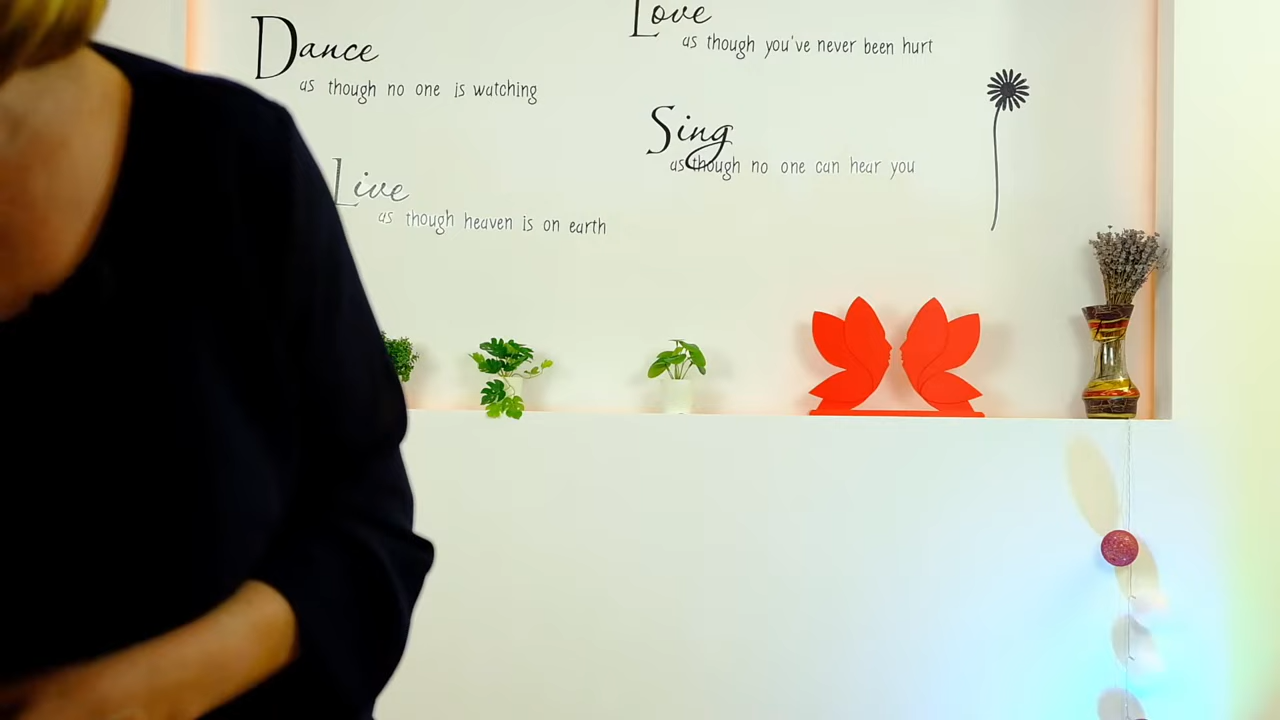 Dance
as though no one is watching
Love
as though you've never been hurt
Sing
as though no one can hear you
Live
as though heaven is on earth